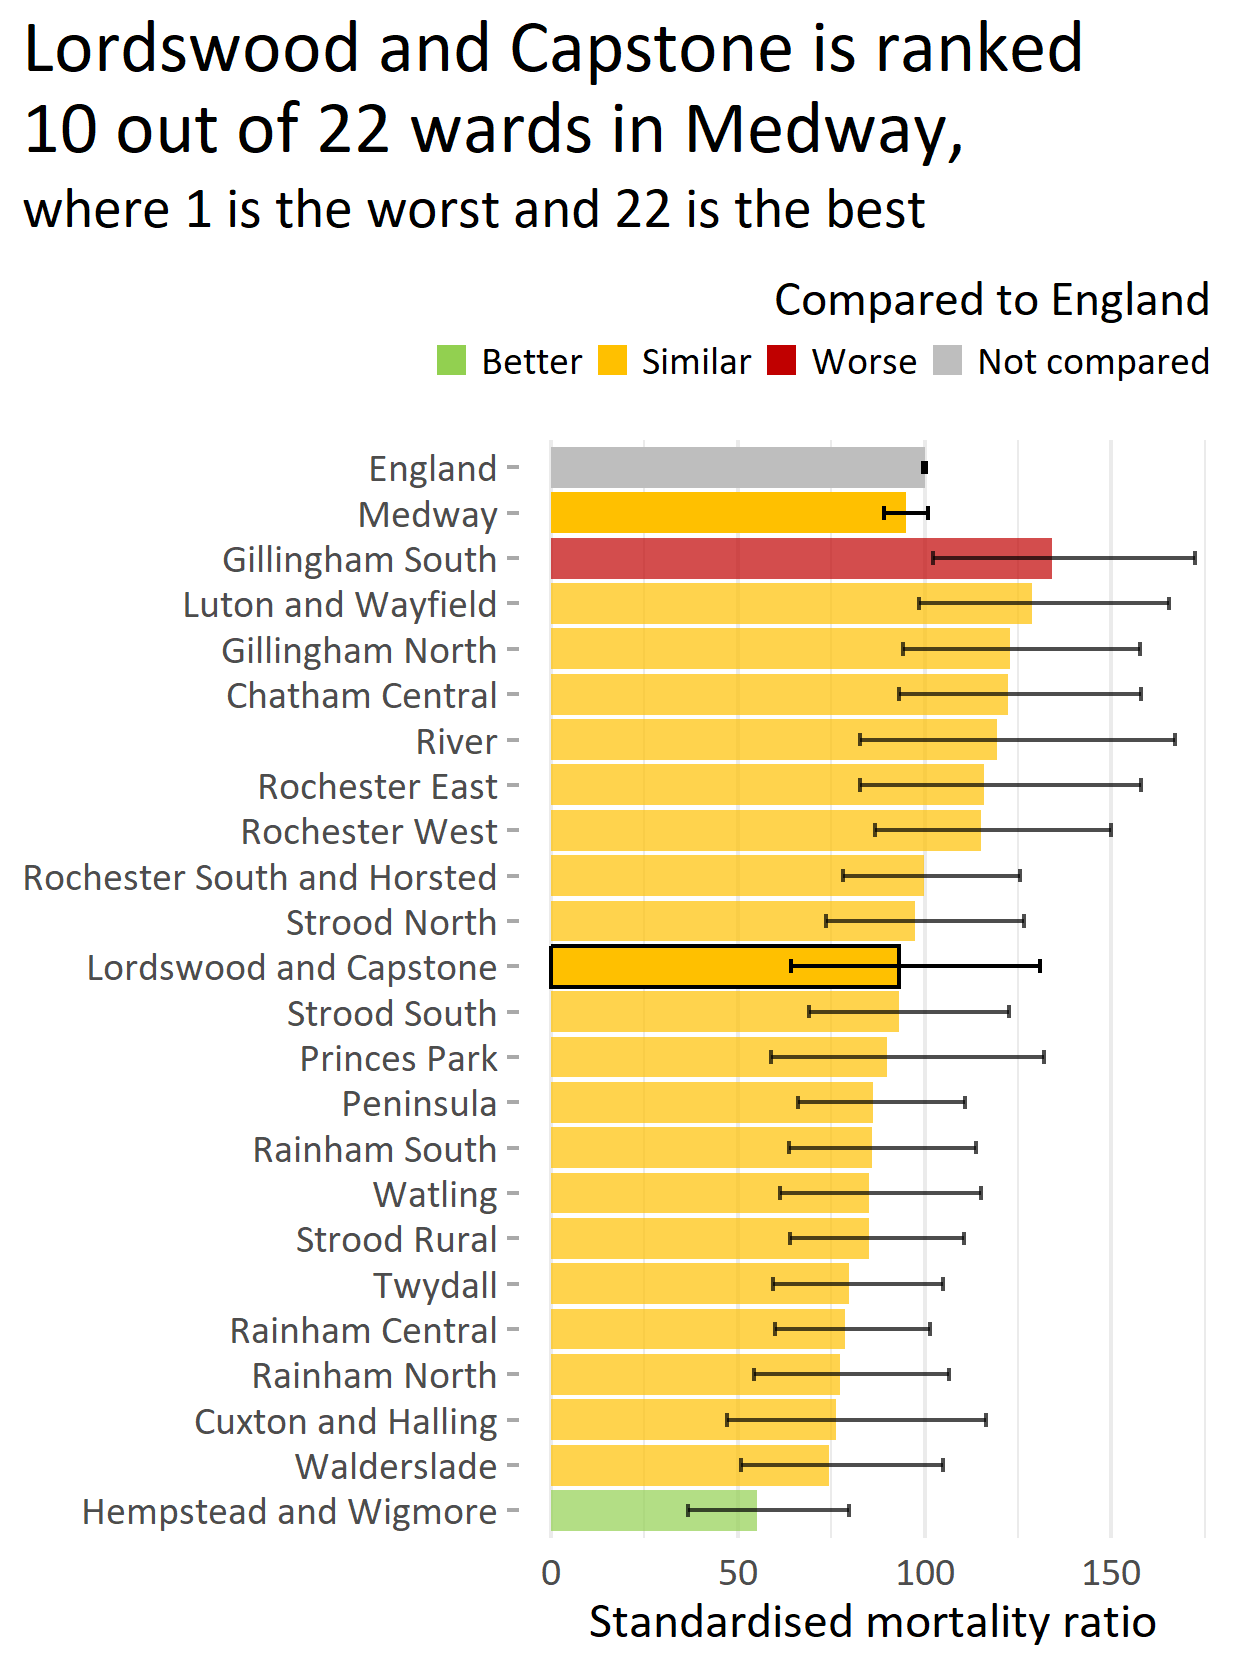 Lordswood and Capstone is ranked
10 out of 22 wards in Medway,
where 1 is the worst and 22 is the best
Compared to England
Better Similar Worse Not compared
England
Medway
Gillingham South
Luton and Wayfield
Gillingham North
Chatham Central
River
Rochester East
Rochester West
Rochester South and Horsted
Strood North
Lordswood and Capstone
Strood South
Princes Park
Peninsula
Rainham South
Watling
Strood Rural
Twydall
Rainham Central
Rainham North
Cuxton and Halling
Walderslade
Hempstead and Wigmore
0 50 100 150
Standardised mortality ratio